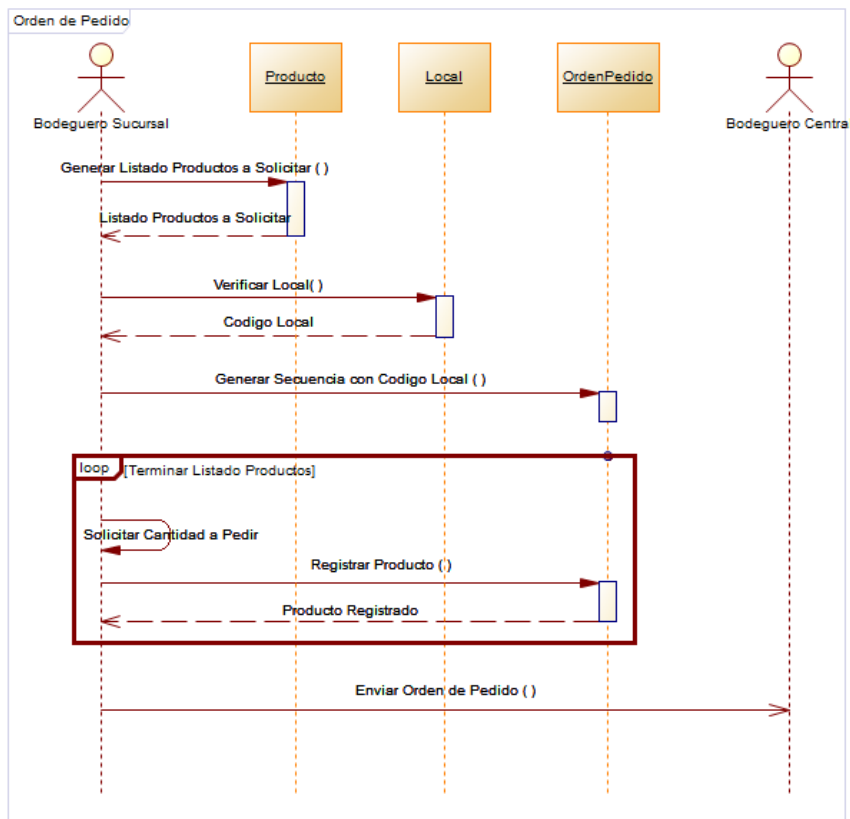 Orden de Pedido
Producto
Local
OrdenPedido
Bodeguero Sucursal
Bodeguero Centra
Generar Listado Productos a Solicitar ( )
Listado Productos a Solicitar
Verificar Local( )
Codigo Local
Generar Secuencia con Codigo Local ( )
loop
[Terminar Listado Productos]
Solicitar Cantidad a Pedir
Registrar Producto ( )
Producto Registrado
Enviar Orden de Pedido ( )